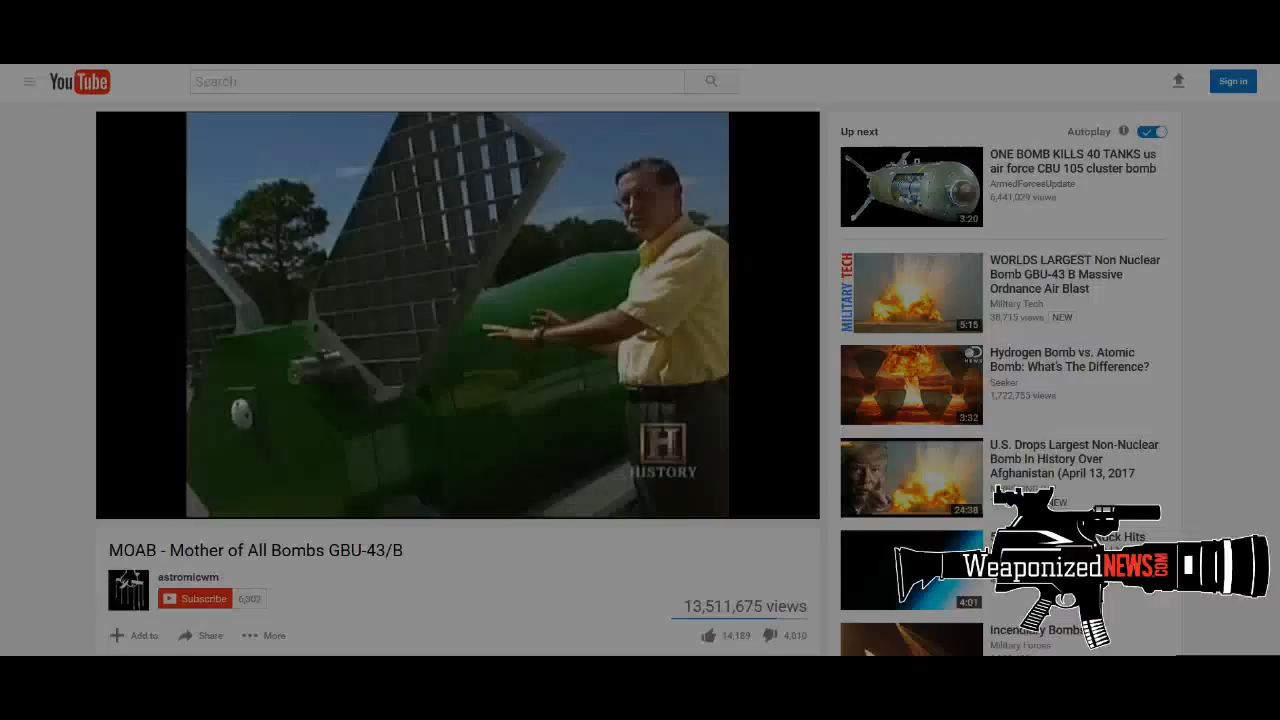 YouTube
Search
Sign in
HISTORY
MOAB - Mother of All Bombs GBU-43/B
astromicwm
Subscribe 6,302
13,511,675 views
Add to Share More
14,189 4,010
Up next
Autoplay
3:20
ONE BOMB KILLS 40 TANKS us
air force CBU 105 cluster bomb
ArmedForcesUpdate
6,441,029 views
MILITARY TECH
5:15
WORLDS LARGEST Non Nuclear
Bomb GBU-43 B Massive
Ordnance Air Blast
Military Tech
38,715 views NEW
NEWS
3:32
Hydrogen Bomb vs. Atomic
Bomb: What's The Difference?
Seeker
1,722,755 views
24:38
U.S. Drops Largest Non-Nuclear
Bomb In History Over
Afghanistan (April 13, 2017
NEW
4:01
Hits
WeaponizedNEWS.COM
Incendiary Bombs
Military Forces